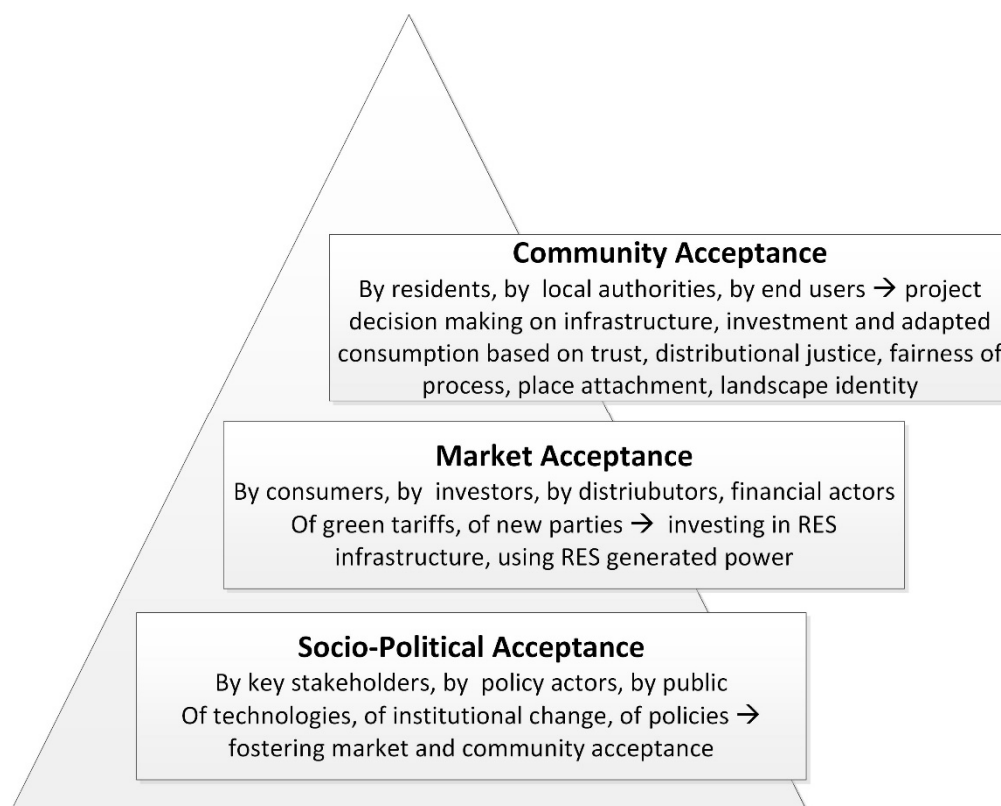 Community Acceptance
By residents, by local authorities, by end users → project
decision making on infrastructure, investment and adapted
consumption based on trust, distributional justice, fairness of
process, place attachment, landscape identity
Market Acceptance
By consumers, by investors, by distriubutors, financial actors
Of green tariffs, of new parties → investing in RES
infrastructure, using RES generated power
Socio-Political Acceptance
By key stakeholders, by policy actors, by public
Of technologies, of institutional change, of policies →
fostering market and community acceptance